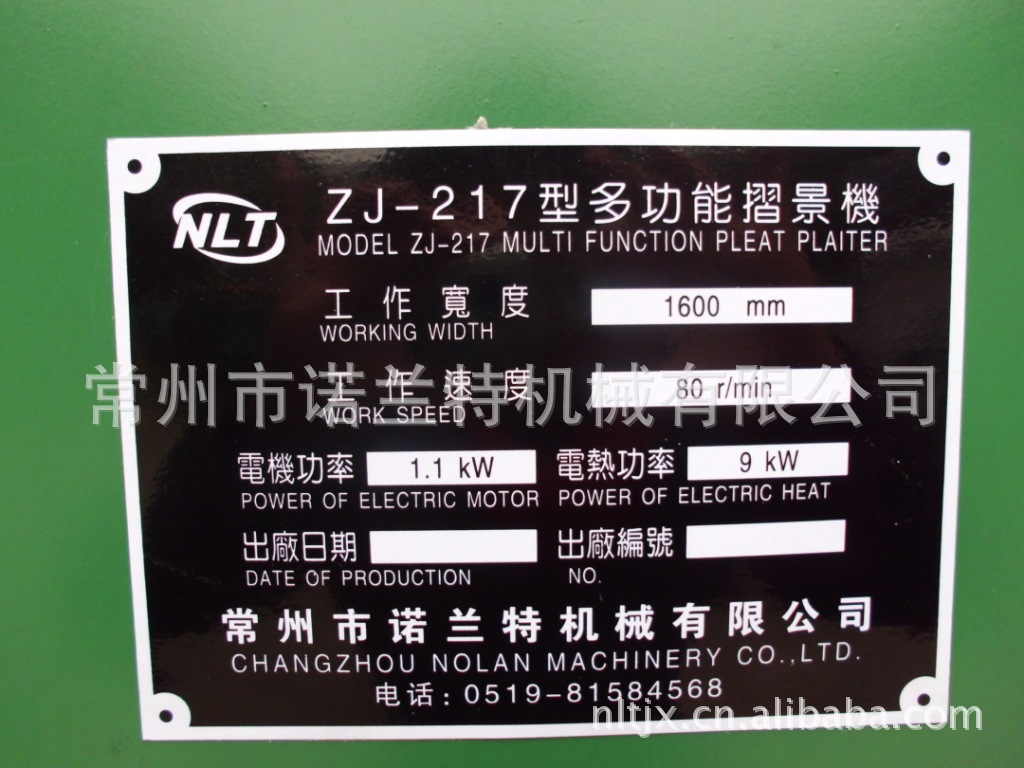 NLT
ZJ-217型多功能摺景機
MODEL ZJ-217 MULTI FUNCTION PLEAT PLAITER
工作寬度 1600 mm
WORKING WIDTH
常州市诺兰特机械有限公司
工作速度 80 r/min
WORK SPEED
電機功率 1.1 kW 電熱功率 9 kW
POWER OF ELECTRIC MOTOR POWER OF ELECTRIC HEAT
出廠日期 出廠編號
DATE OF PRODUCTION NO.
常州市诺兰特机械有限公司
CHANGZHOU NOLAN MACHINERY CO.,LTD.
电话:0519-81584568
nltjx.cn.alibaba.com